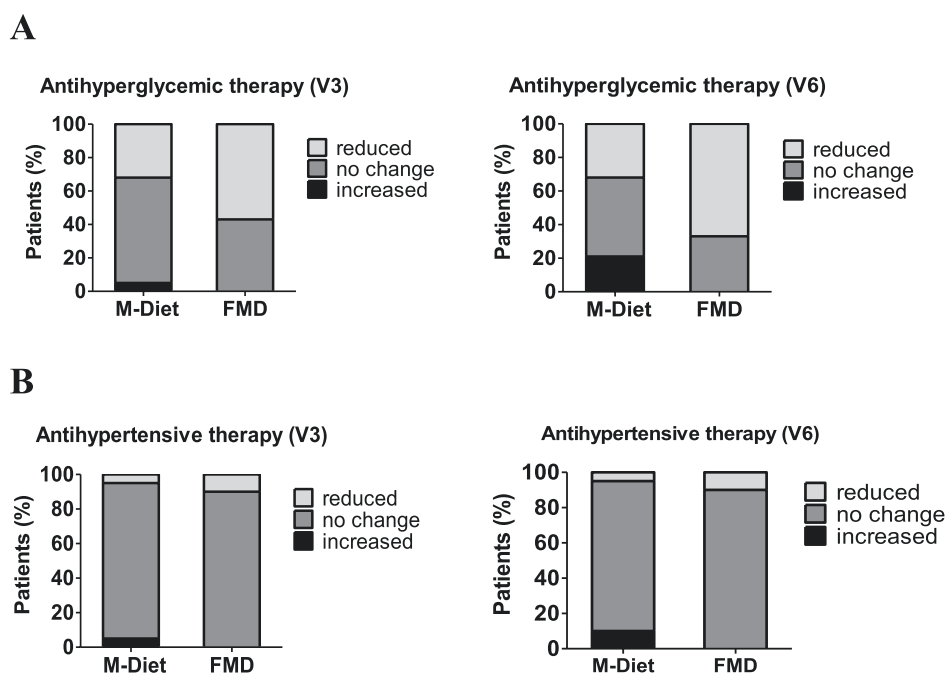 A
Antihyperglycemic therapy (V3)
Patients (%)
100
80
60
40
20
0
M-Diet FMD
reduced
no change
increased
Antihyperglycemic therapy (V6)
Patients (%)
100
80
60
40
20
0
M-Diet FMD
reduced
no change
increased
B
Antihypertensive therapy (V3)
Patients (%)
100
80
60
40
20
0
M-Diet FMD
reduced
no change
increased
Antihypertensive therapy (V6)
Patients (%)
100
80
60
40
20
0
M-Diet FMD
reduced
no change
increased